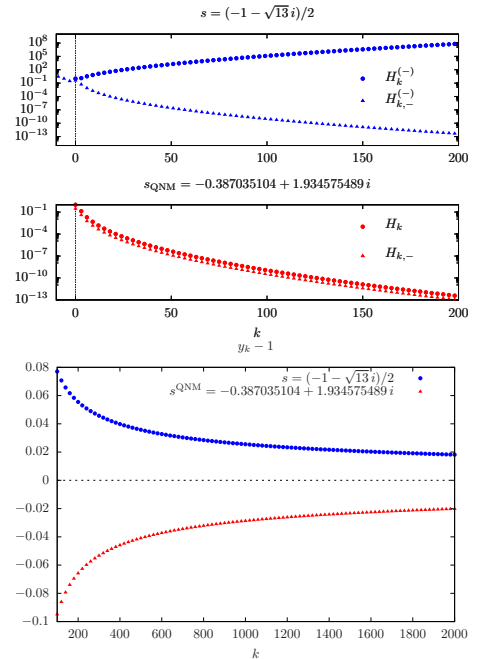 s = (−1 − √13 i)/2
10^8
10^5
10^2
10^−1
10^−4
10^−7
10^−10
10^−13
H_k^(−)
H_{k,−}^(−)
0 50 100 150 200
s_QNM = −0.387035104 + 1.934575489 i
10^−1
10^−4
10^−7
10^−10
10^−13
H_k
H_{k,−}
0 50 100 150 200
k
y_k − 1
0.08
0.06
0.04
0.02
0
−0.02
−0.04
−0.06
−0.08
−0.1
s = (−1 − √13 i)/2
s^QNM = −0.387035104 + 1.934575489 i
200 400 600 800 1000 1200 1400 1600 1800 2000
k